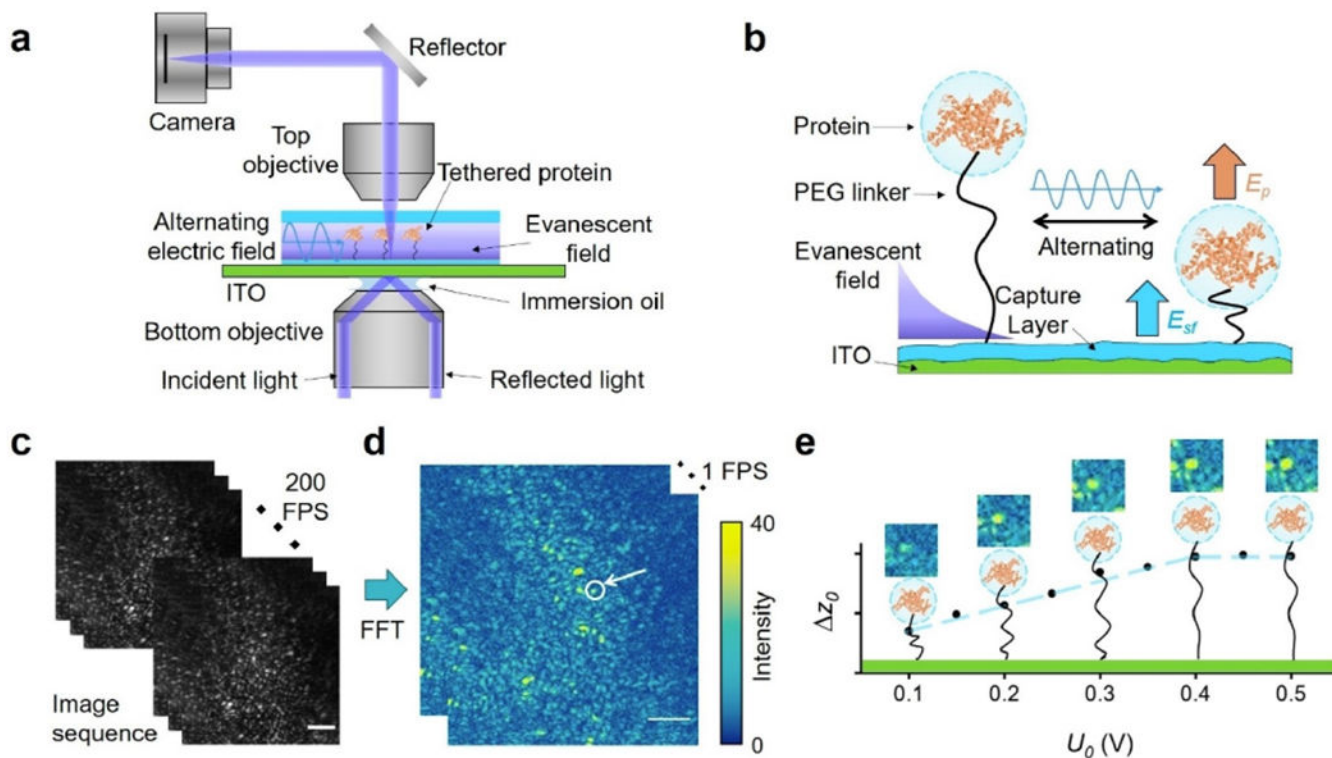 a
Reflector
Camera
Top
objective
Tethered protein
Alternating
electric field
Evanescent
field
ITO
Immersion oil
Bottom objective
Incident light
Reflected light
b
Protein
PEG linker
Evanescent
field
Alternating
E_p
Capture
Layer
E_sf
ITO
c
200
FPS
Image
sequence
FFT
d
1 FPS
40
Intensity
0
e
Δz_0
0.1 0.2 0.3 0.4 0.5
U_0 (V)